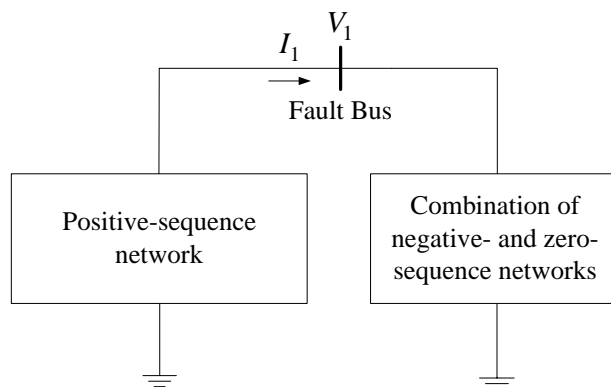 V₁
I₁
Fault Bus
Positive-sequence
network
Combination of
negative- and zero-
sequence networks